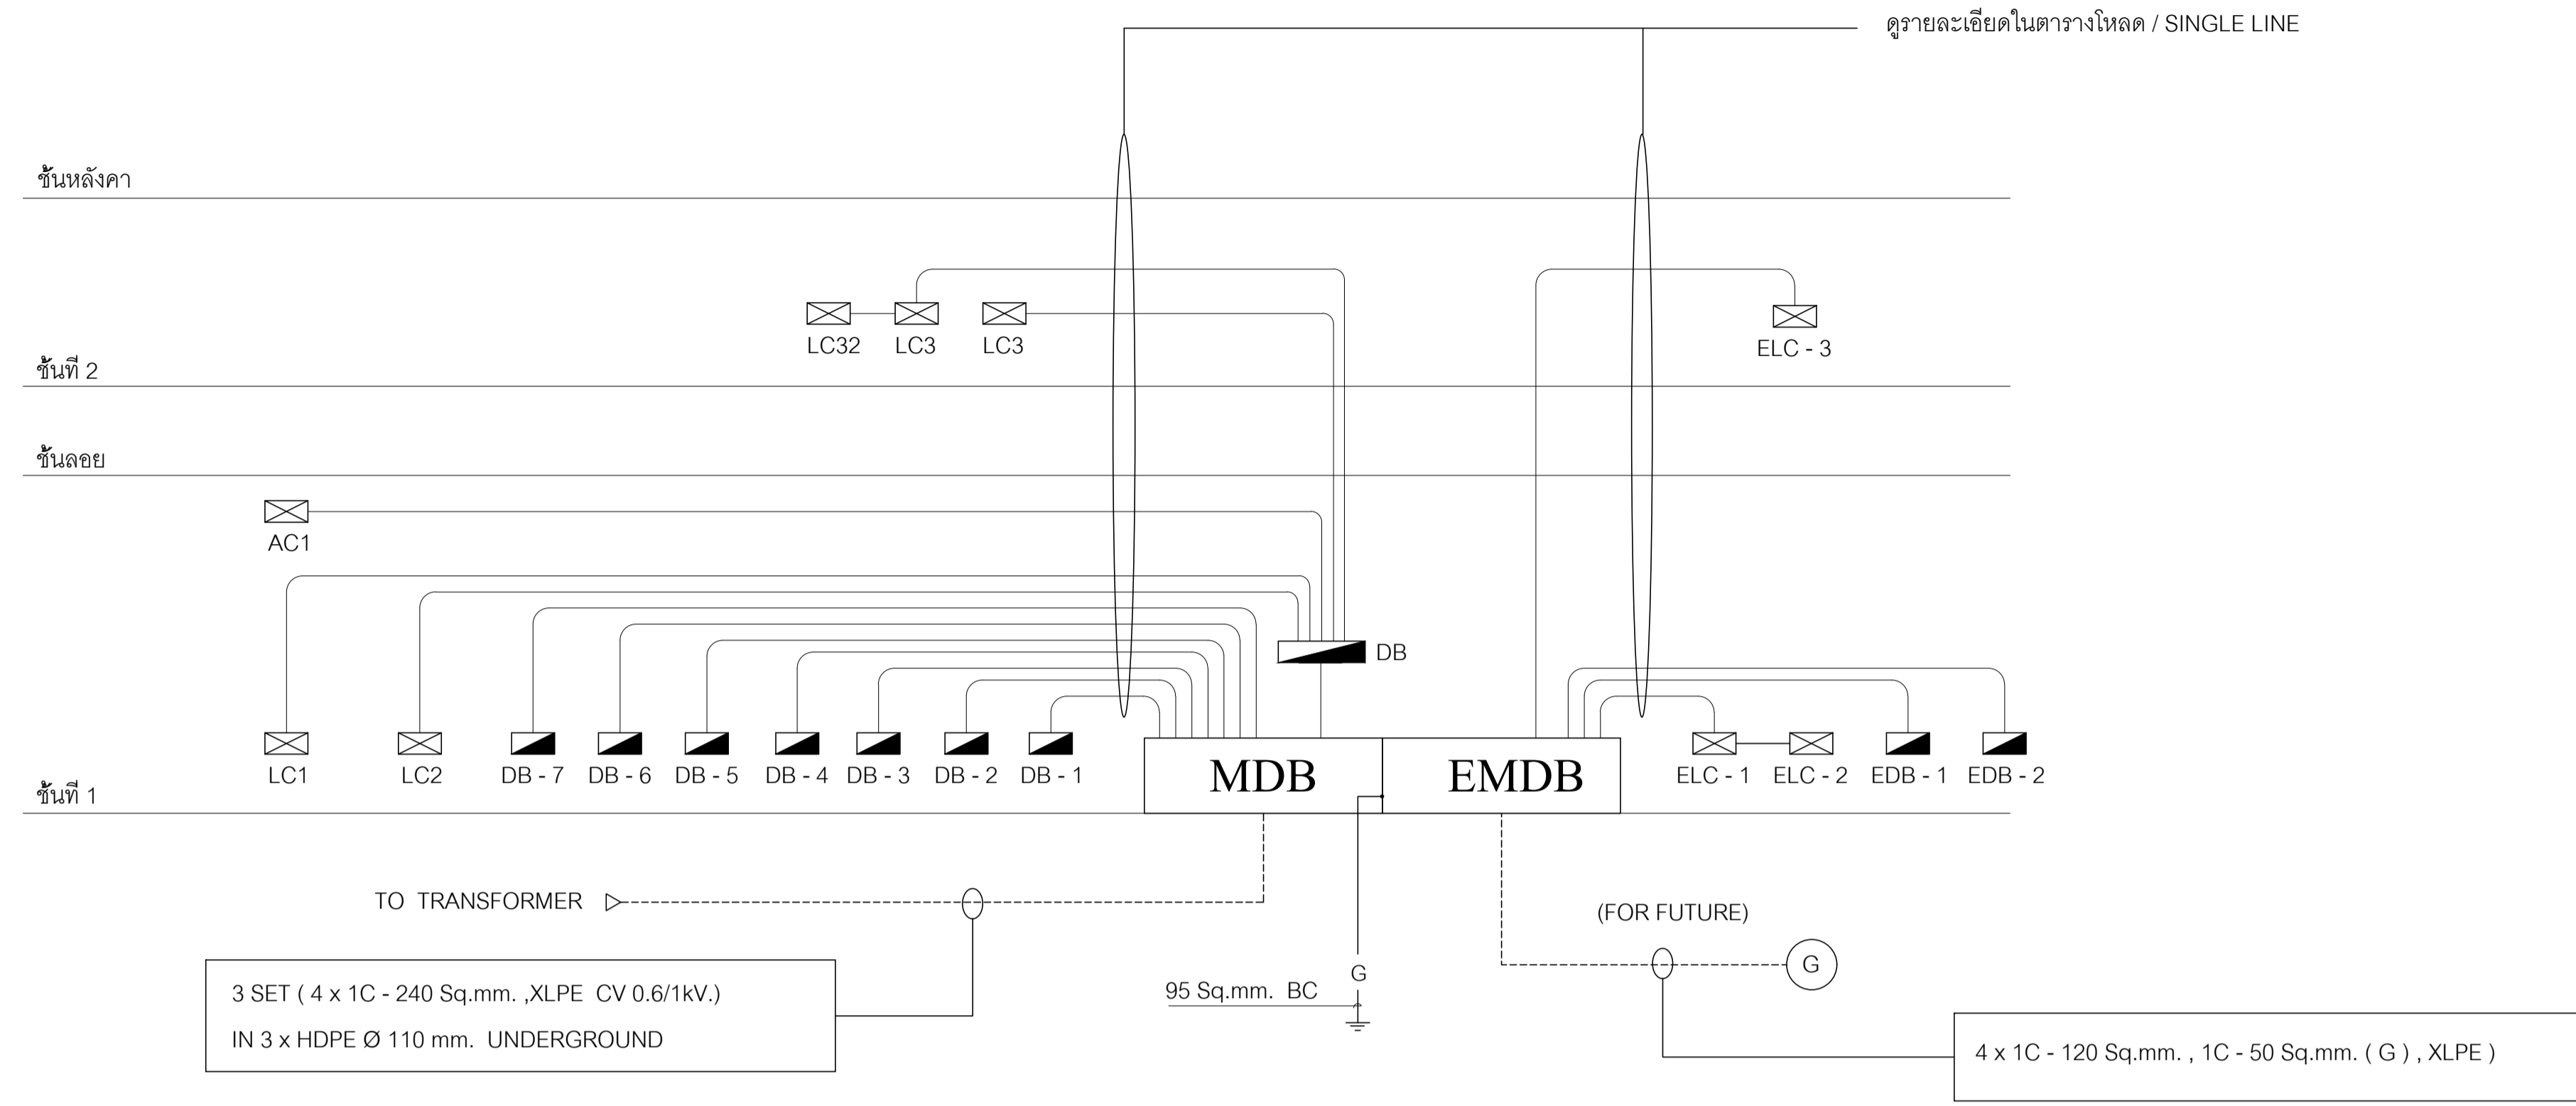 ดูรายละเอียดในตารางโหลด / SINGLE LINE
ชั้นหลังคา
LC32 LC3 LC3 ELC - 3
ชั้นที่ 2
ชั้นลอย
AC1
DB
LC1 LC2 DB - 7 DB - 6 DB - 5 DB - 4 DB - 3 DB - 2 DB - 1 MDB EMDB ELC - 1 ELC - 2 EDB - 1 EDB - 2
ชั้นที่ 1
TO TRANSFORMER
(FOR FUTURE)
G
G
95 Sq.mm. BC
3 SET ( 4 x 1C - 240 Sq.mm. ,XLPE CV 0.6/1kV.)
IN 3 x HDPE Ø 110 mm. UNDERGROUND
4 x 1C - 120 Sq.mm. , 1C - 50 Sq.mm. ( G ) , XLPE )